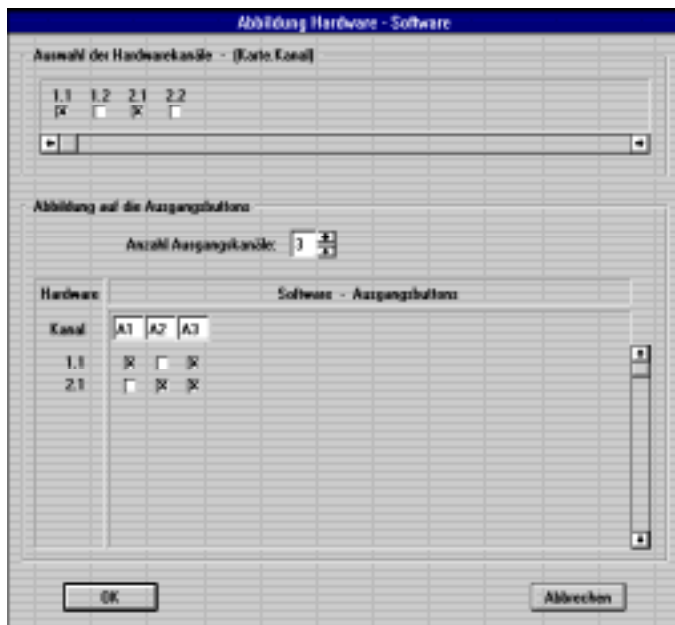 Abbildung Hardware - Software
Auswahl der Hardwarekanäle - (Karte.Kanal)
1.1 1.2 2.1 2.2
Abbildung auf die Ausgangsbuttons
Anzahl Ausgangskanäle: 3
Hardware Software - Ausgangsbuttons
Kanal A1 A2 A3
1.1
2.1
OK Abbrechen